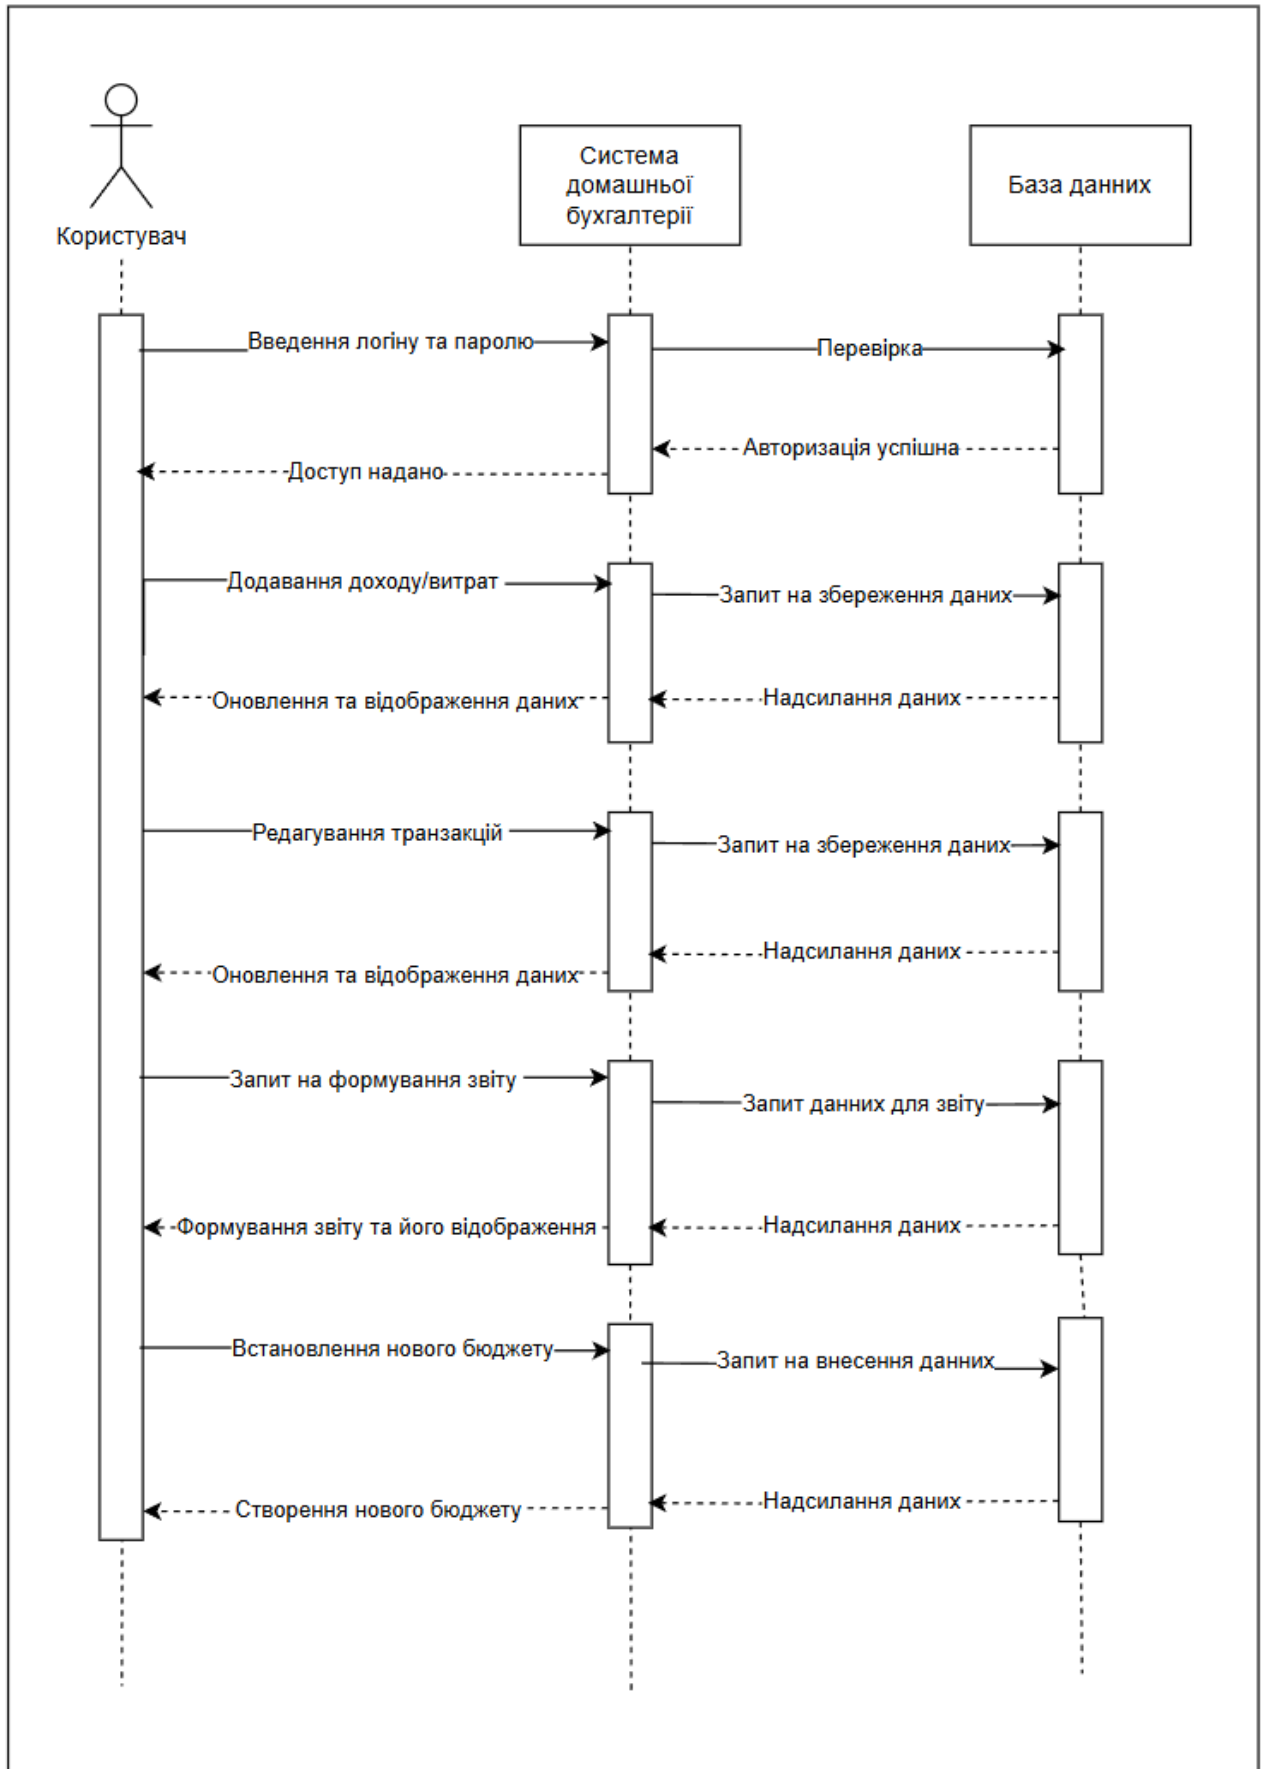 Користувач
Система
домашньої
бухгалтерії
База данних
Введення логіну та паролю
Перевірка
Авторизація успішна
Доступ надано
Додавання доходу/витрат
Запит на збереження даних
Оновлення та відображення даних
Надсилання даних
Редагування транзакцій
Запит на збереження даних
Надсилання даних
Оновлення та відображення даних
Запит на формування звіту
Запит данних для звіту
Формування звіту та його відображення
Надсилання даних
Встановлення нового бюджету
Запит на внесення данних
Створення нового бюджету
Надсилання даних